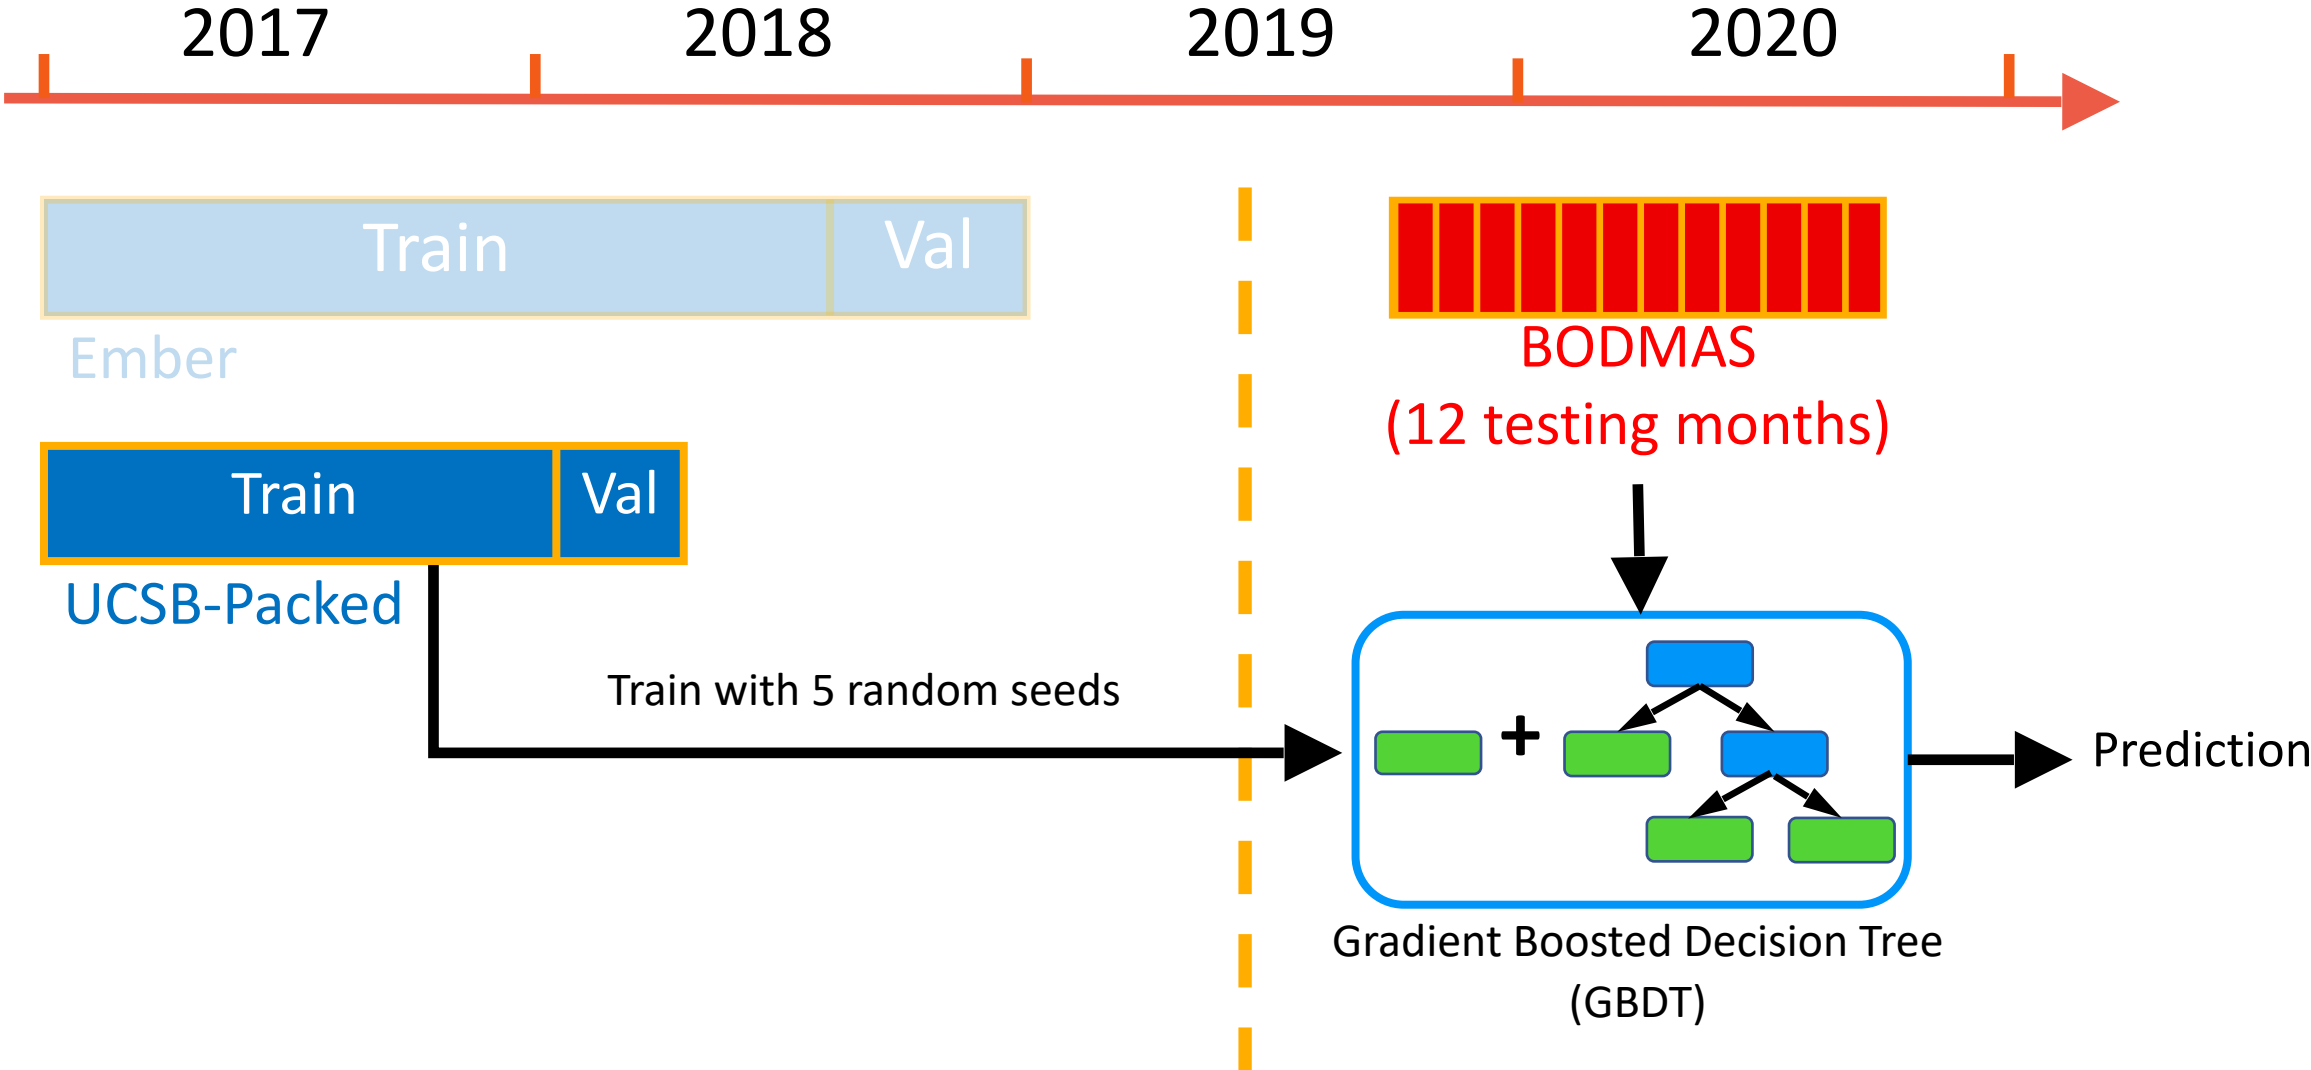 2017
2018
2019
2020
Train
Val
Ember
BODMAS
(12 testing months)
Train
Val
UCSB-Packed
Train with 5 random seeds
+
Prediction
Gradient Boosted Decision Tree
(GBDT)